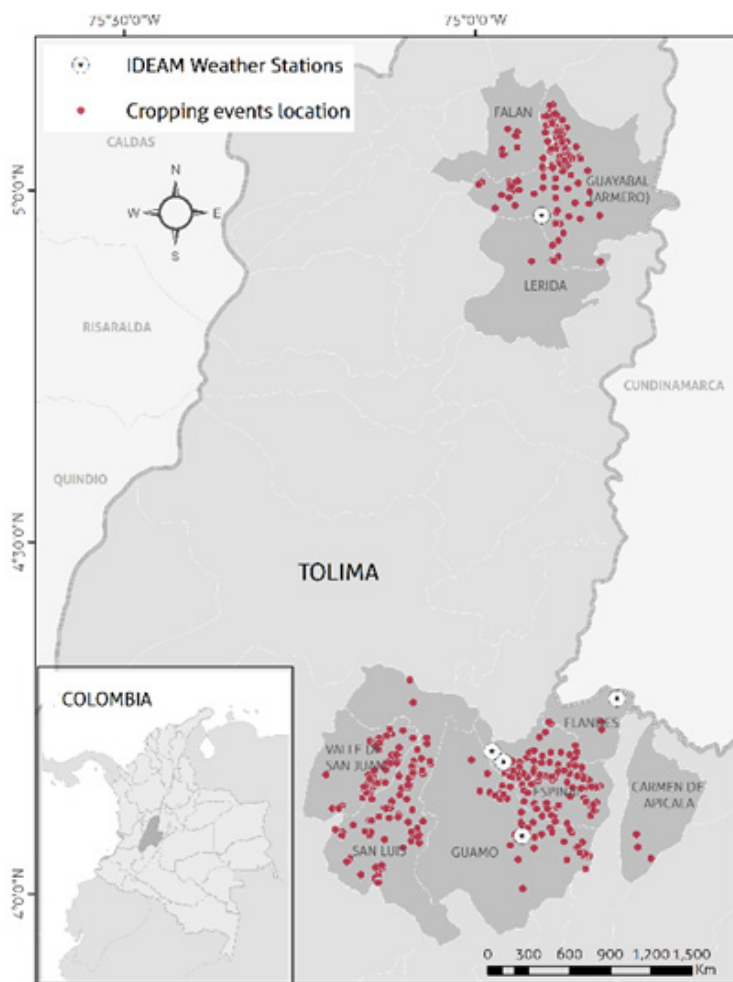 75°30'0"W
75°0'0"W
IDEAM Weather Stations
Cropping events location
CALDAS
FALAN
N
W
E
S
5°0'0"N
GUAYABAL
(ARMERO)
LERIDA
RISARALDA
CUNDINAMARCA
QUINDIO
4°30'0"N
TOLIMA
COLOMBIA
FLANDES
VALLE DE
SAN JUAN
ESPINAL
CARMEN DE
APICALA
SAN LUIS
GUAMO
4°0'0"N
0 300 600 900 1,200 1,500
Km